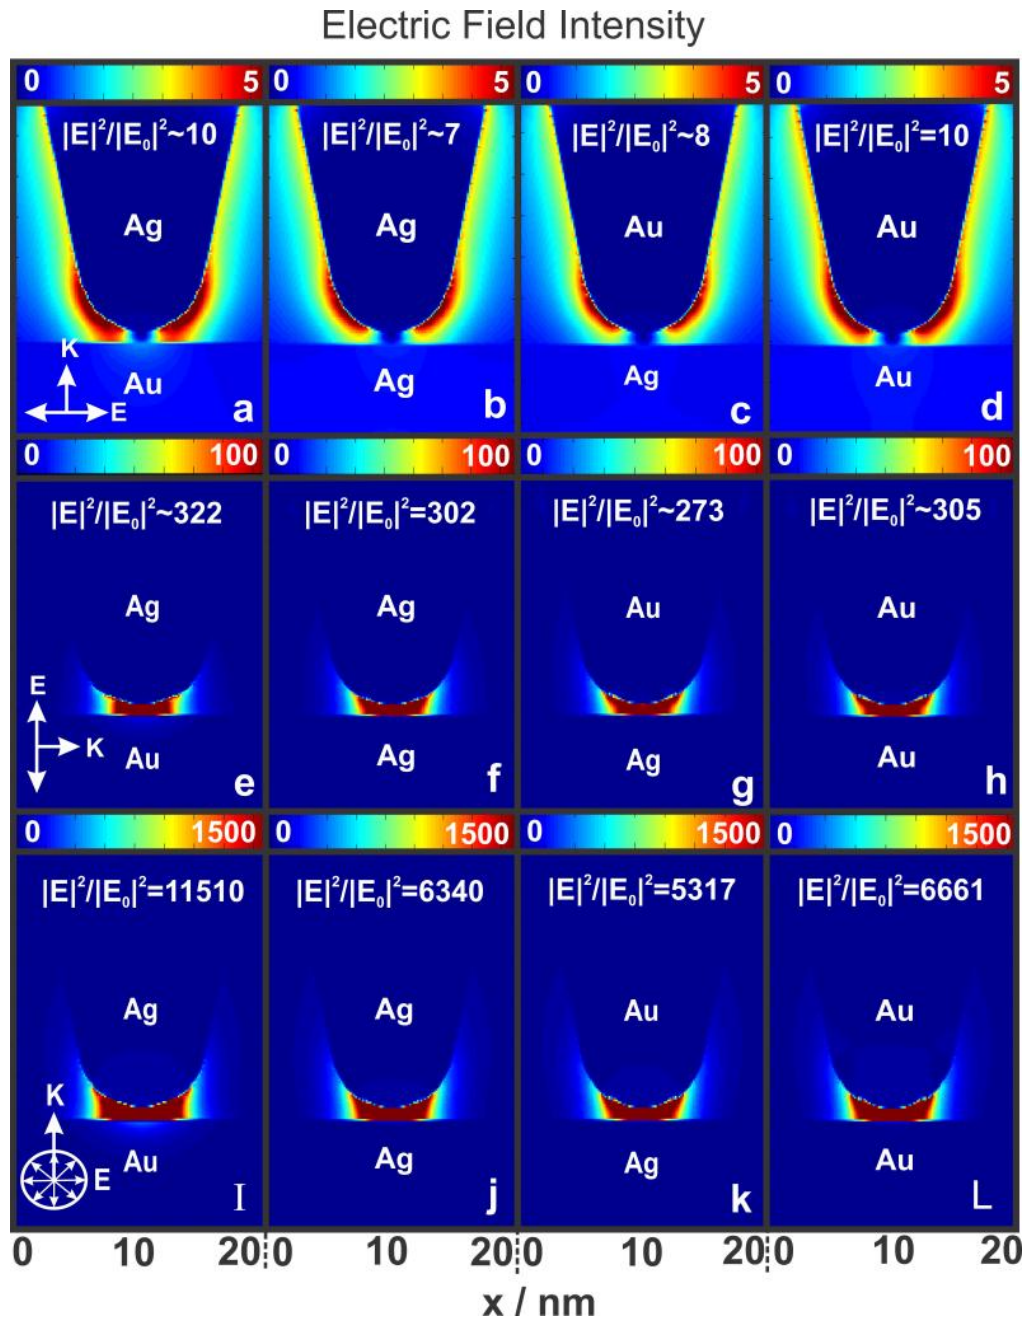 Electric Field Intensity
0 5 0 5 0 5 0 5
|E|²/|E₀|²~10 |E|²/|E₀|²~7 |E|²/|E₀|²~8 |E|²/|E₀|²=10
Ag Ag Au Au
K
E
Au Ag Ag Au
a b c d
0 100 0 100 0 100 0 100
|E|²/|E₀|²~322 |E|²/|E₀|²=302 |E|²/|E₀|²~273 |E|²/|E₀|²~305
Ag Ag Au Au
E
K
Au Ag Ag Au
e f g h
0 1500 0 1500 0 1500 0 1500
|E|²/|E₀|²=11510 |E|²/|E₀|²=6340 |E|²/|E₀|²=5317 |E|²/|E₀|²=6661
Ag Ag Au Au
K
E
Au Ag Ag Au
I j k L
0 10 20 0 10 20 0 10 20 0 10 20
x / nm